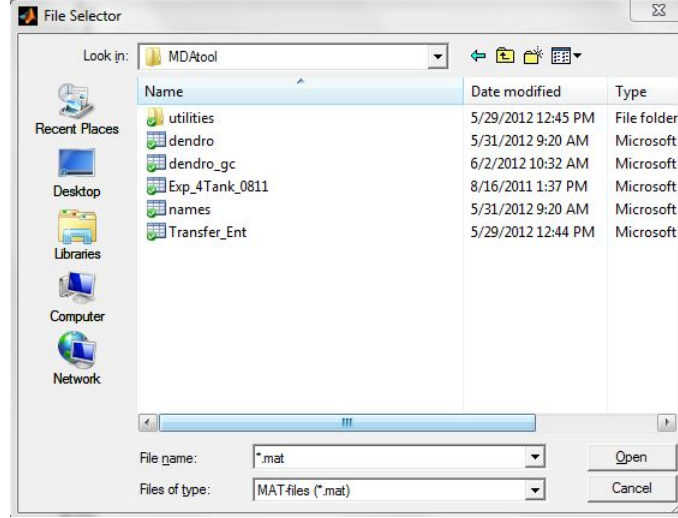 File Selector
Look in: MDAtool
Name Date modified Type
utilities 5/29/2012 12:45 PM File folder
dendro 5/31/2012 9:20 AM Microsoft
dendro_gc 6/2/2012 10:32 AM Microsoft
Exp_4Tank_0811 8/16/2011 1:37 PM Microsoft
names 5/31/2012 9:20 AM Microsoft
Transfer_Ent 5/29/2012 12:44 PM Microsoft
Recent Places
Desktop
Libraries
Computer
Network
File name: *.mat Open
Files of type: MAT-files (*.mat) Cancel